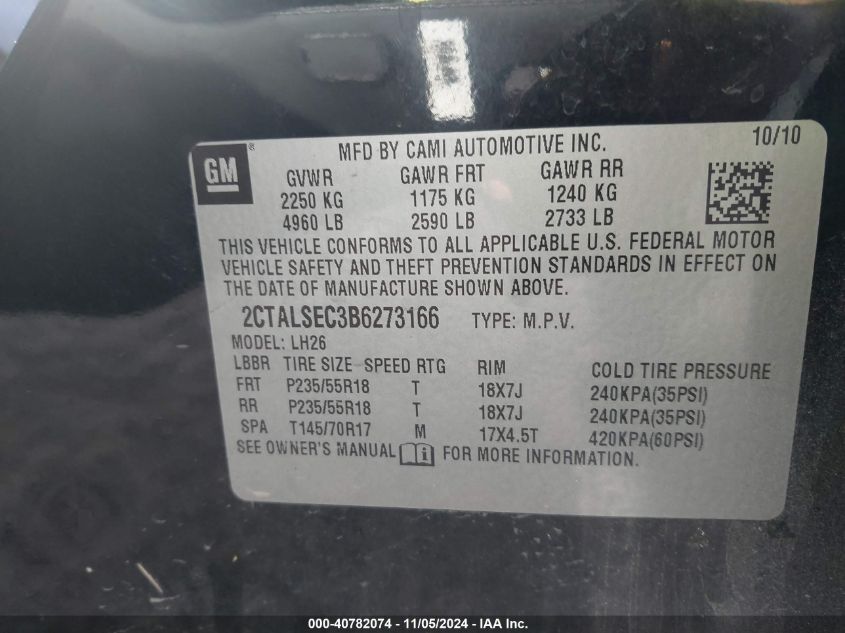 GM®
MFD BY CAMI AUTOMOTIVE INC. 10/10
GVWR GAWR FRT GAWR RR
2250 KG 1175 KG 1240 KG
4960 LB 2590 LB 2733 LB
THIS VEHICLE CONFORMS TO ALL APPLICABLE U.S. FEDERAL MOTOR
VEHICLE SAFETY AND THEFT PREVENTION STANDARDS IN EFFECT ON
THE DATE OF MANUFACTURE SHOWN ABOVE.
2CTALSEC3B6273166 TYPE: M.P.V.
MODEL: LH26
LBBR TIRE SIZE SPEED RTG RIM COLD TIRE PRESSURE
FRT P235/55R18 T 18X7J 240KPA(35PSI)
RR P235/55R18 T 18X7J 240KPA(35PSI)
SPA T145/70R17 M 17X4.5T 420KPA(60PSI)
SEE OWNER'S MANUAL i FOR MORE INFORMATION.
000-40782074 - 11/05/2024 - IAA Inc.